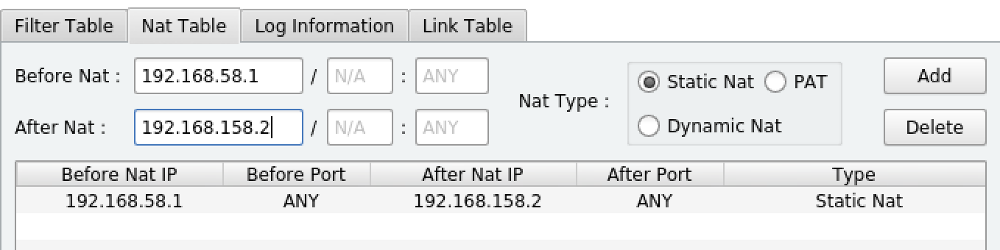 Filter Table Nat Table Log Information Link Table
Before Nat : 192.168.58.1 / N/A : ANY
Nat Type : Static Nat PAT Add
After Nat : 192.168.158.2 / N/A : ANY
Dynamic Nat Delete
Before Nat IP Before Port After Nat IP After Port Type
192.168.58.1 ANY 192.168.158.2 ANY Static Nat